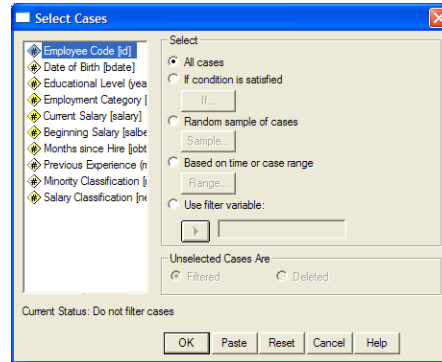 Select Cases
Employee Code [id]
Date of Birth [bdate]
Educational Level (yea
Employment Category [
Current Salary [salary]
Beginning Salary [salbe
Months since Hire [jobt
Previous Experience (n
Minority Classification [r
Salary Classification [ne
Select
All cases
If condition is satisfied
If...
Random sample of cases
Sample...
Based on time or case range
Range...
Use filter variable:
Unselected Cases Are
Filtered
Deleted
Current Status: Do not filter cases
OK
Paste
Reset
Cancel
Help